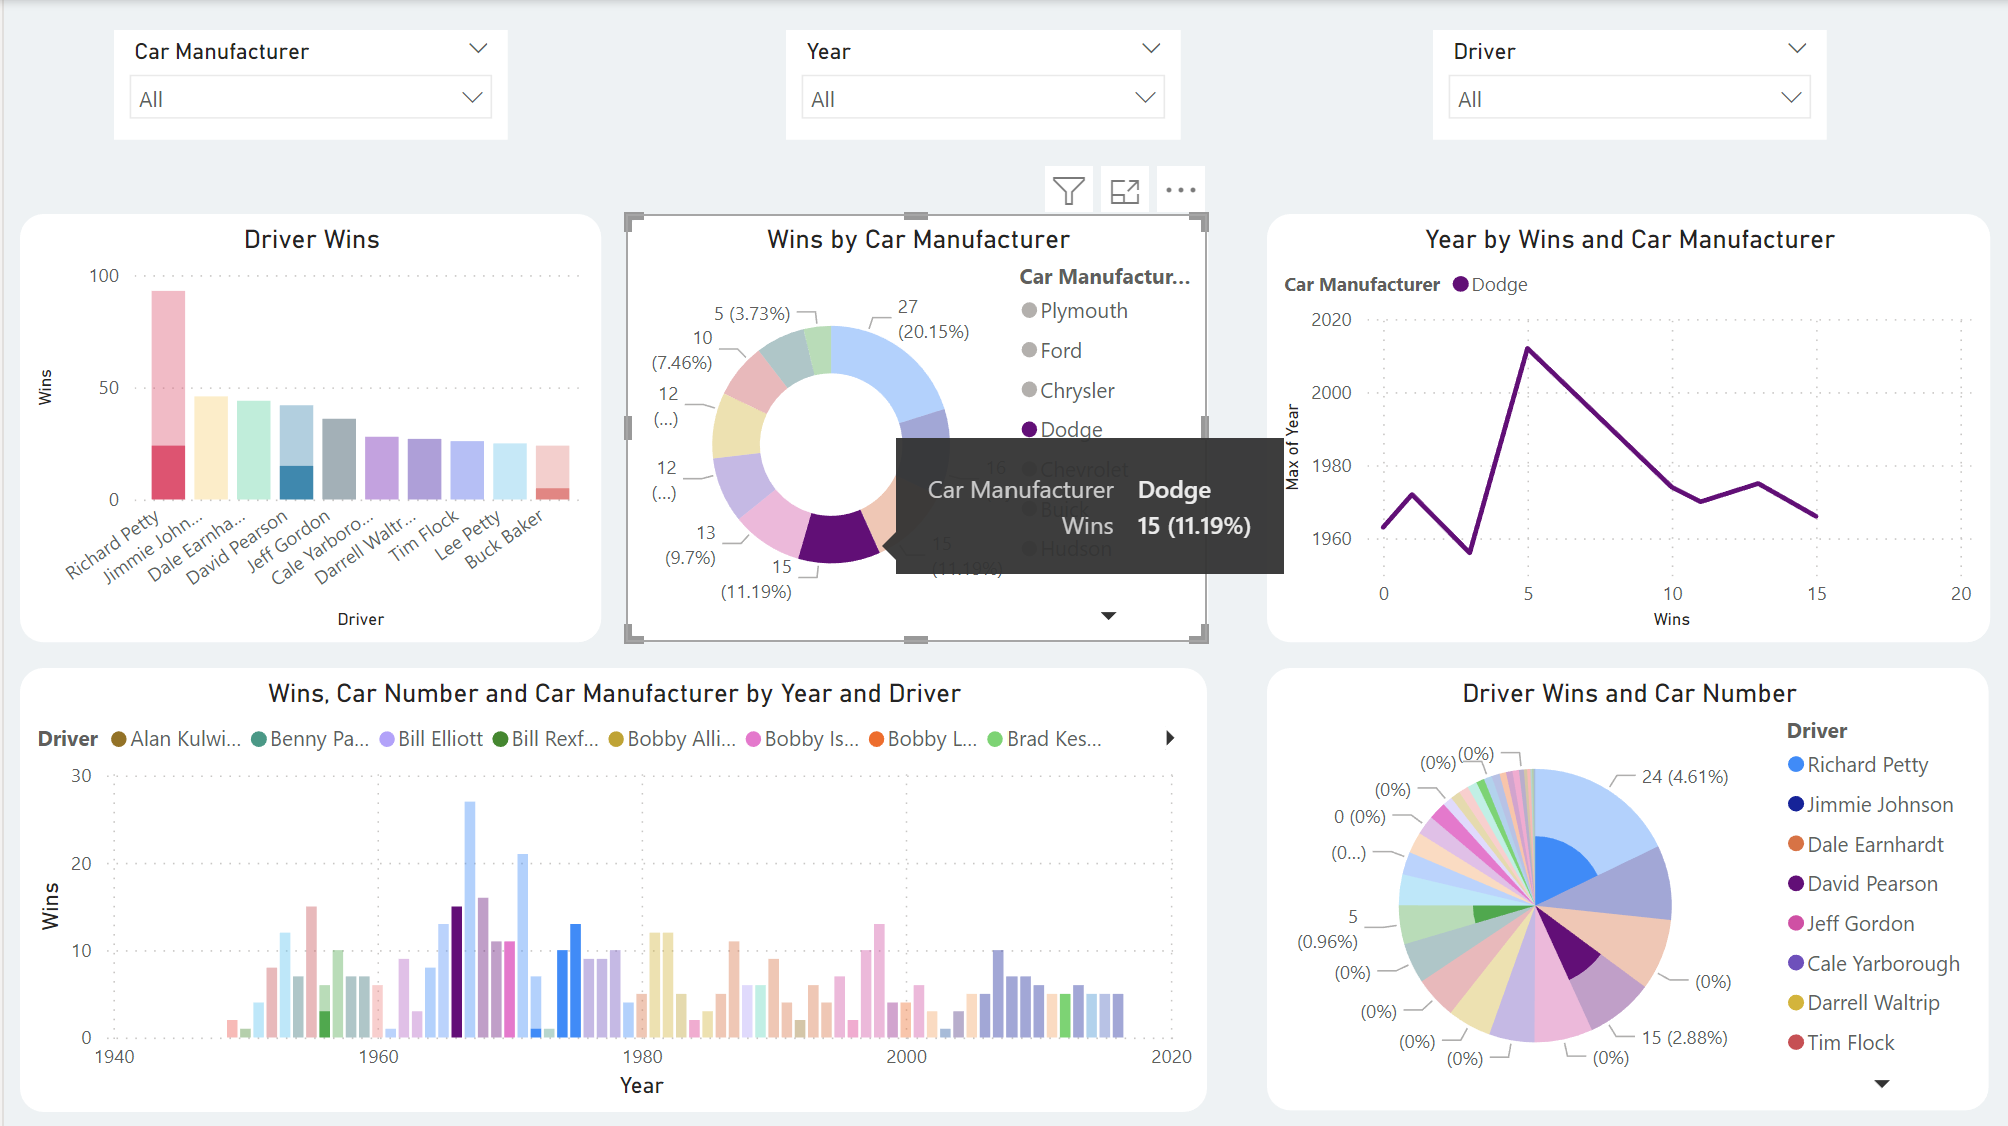 Car Manufacturer
All
Year
All
Driver
All
Driver Wins
100
50
0
Wins
Richard Petty
Jimmie John...
Dale Earnha...
David Pearson
Jeff Gordon
Cale Yarboro...
Darrell Waltr...
Tim Flock
Lee Petty
Buck Baker
Driver
Wins by Car Manufacturer
Car Manufactur...
Plymouth
Ford
Chrysler
Dodge
Chevrolet
Buick
Hudson
27
(20.15%)
16
15
(11.19%)
15
(11.19%)
13
(9.7%)
12
(...)
12
(...)
10
(7.46%)
5 (3.73%)
Car Manufacturer Dodge
Wins 15 (11.19%)
Year by Wins and Car Manufacturer
Car Manufacturer Dodge
2020
2000
1980
1960
Max of Year
0 5 10 15 20
Wins
Wins, Car Number and Car Manufacturer by Year and Driver
Driver Alan Kulwi... Benny Pa... Bill Elliott Bill Rexf... Bobby Alli... Bobby Is... Bobby L... Brad Kes...
30
20
10
0
Wins
1940 1960 1980 2000 2020
Year
Driver Wins and Car Number
Driver
Richard Petty
Jimmie Johnson
Dale Earnhardt
David Pearson
Jeff Gordon
Cale Yarborough
Darrell Waltrip
Tim Flock
24 (4.61%)
(0%)
15 (2.88%)
(0%)
(0%)
(0%)
(0%)
(0%)
5
(0.96%)
(0...)
0 (0%)
(0%)
(0%)
(0%)